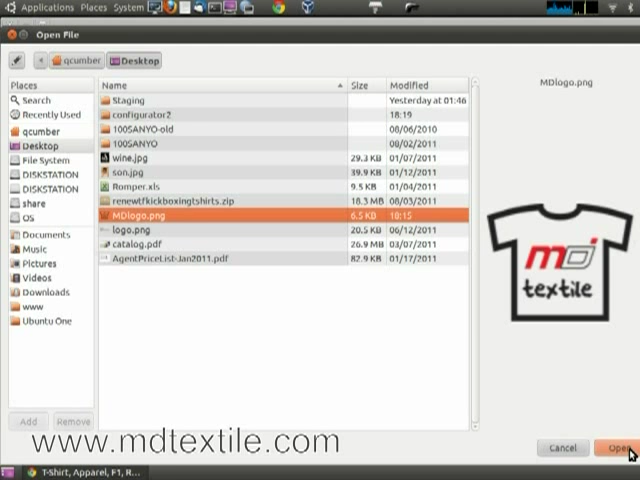 Applications Places System
Open File
qcumber Desktop
Places
Search
Recently Used
qcumber
Desktop
File System
DISKSTATION
DISKSTATION
share
OS
Documents
Music
Pictures
Videos
Downloads
www
Ubuntu One
Add Remove
Name Size Modified
Staging Yesterday at 01:46
configurator2 18:19
100SANYO-old 08/06/2010
100SANYO 08/02/2011
wine.jpg 29.3 KB 01/07/2011
son.jpg 39.9 KB 01/12/2011
Romper.xls 9.5 KB 01/04/2011
renewtfkickboxingtshirts.zip 18.3 MB 08/03/2011
MDlogo.png 6.5 KB 18:15
logo.png 20.5 KB 06/12/2011
catalog.pdf 26.9 MB 03/07/2011
AgentPriceList-Jan2011.pdf 82.9 KB 01/17/2011
MDlogo.png
md
textile
Cancel Open
www.mdtextile.com
T-Shirt, Apparel, F1, R...